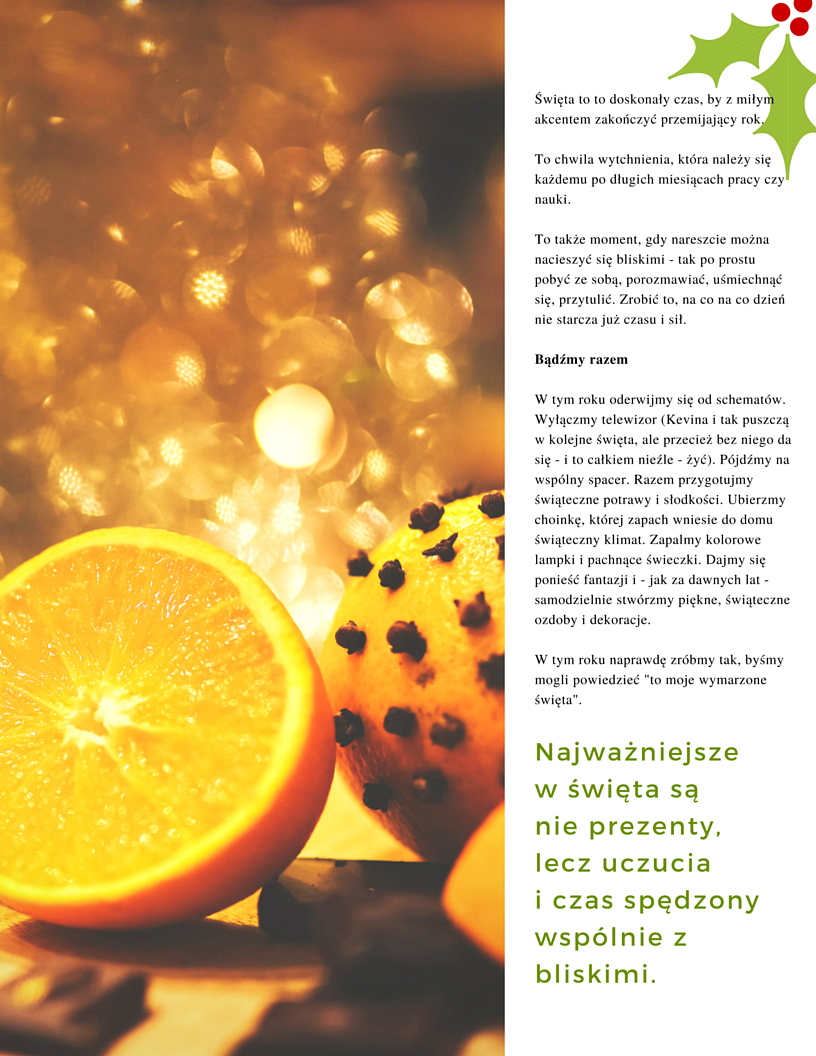 Święta to to doskonały czas, by z miłym
akcentem zakończyć przemijający rok.
To chwila wytchnienia, która należy się
każdemu po długich miesiącach pracy czy
nauki.
To także moment, gdy nareszcie można
nacieszyć się bliskimi - tak po prostu
pobyć ze sobą, porozmawiać, uśmiechnąć
się, przytulić. Zrobić to, na co na co dzień
nie starcza już czasu i sił.
Bądźmy razem
W tym roku oderwijmy się od schematów.
Wyłączmy telewizor (Kevina i tak puszczą
w kolejne święta, ale przecież bez niego da
się - i to całkiem nieźle - żyć). Pójdźmy na
wspólny spacer. Razem przygotujmy
świąteczne potrawy i słodkości. Ubierzmy
choinkę, której zapach wniesie do domu
świąteczny klimat. Zapalmy kolorowe
lampki i pachnące świeczki. Dajmy się
ponieść fantazji i - jak za dawnych lat -
samodzielnie stwórzmy piękne, świąteczne
ozdoby i dekoracje.
W tym roku naprawdę zróbmy tak, byśmy
mogli powiedzieć "to moje wymarzone
święta".
Najważniejsze
w święta są
nie prezenty,
lecz uczucia
i czas spędzony
wspólnie z
bliskimi.